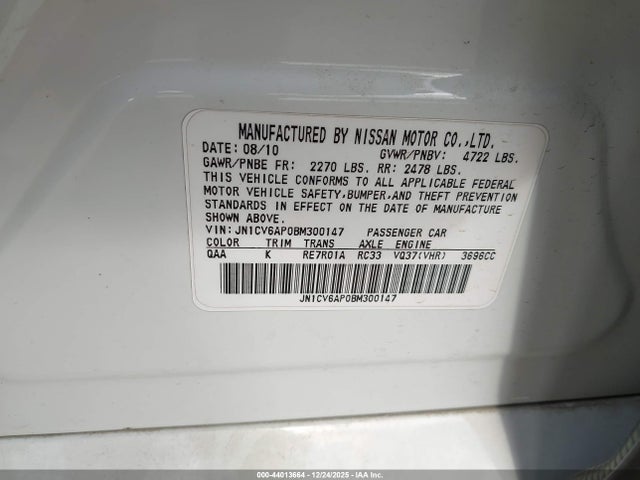 MANUFACTURED BY NISSAN MOTOR CO.,LTD.
DATE: 08/10 GVWR/PNBV: 4722 LBS.
GAWR/PNBE FR: 2270 LBS. RR: 2478 LBS.
THIS VEHICLE CONFORMS TO ALL APPLICABLE FEDERAL
MOTOR VEHICLE SAFETY,BUMPER,AND THEFT PREVENTION
STANDARDS IN EFFECT ON THE DATE OF MANUFACTURE
SHOWN ABOVE.
VIN: JN1CV6AP0BM300147 PASSENGER CAR
COLOR TRIM TRANS AXLE ENGINE
QAA K RE7R01A RC33 VQ37(VHR) 3696CC
JN1CV6AP0BM300147
000-44013664 | 12/24/2025 - IAAI.COM